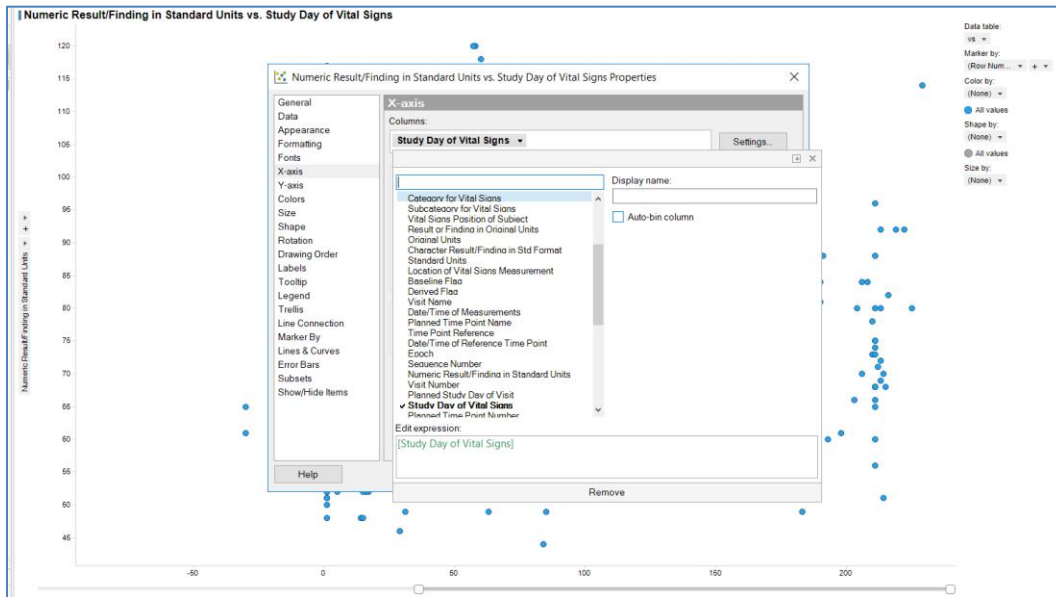 Numeric Result/Finding in Standard Units vs. Study Day of Vital Signs
120
115
110
105
100
95
90
85
80
75
70
65
60
55
50
45
Numeric Result/Finding in Standard Units
+
-50
0
50
100
150
200
Data table:
vs
Marker by:
(Row Num...
+
Color by:
(None)
All values
Shape by:
(None)
All values
Size by:
(None)
Numeric Result/Finding in Standard Units vs. Study Day of Vital Signs Properties
General
Data
Appearance
Formatting
Fonts
X-axis
Y-axis
Colors
Size
Shape
Rotation
Drawing Order
Labels
Tooltip
Legend
Trellis
Line Connection
Marker By
Lines & Curves
Error Bars
Subsets
Show/Hide Items
Help
X-axis
Columns:
Study Day of Vital Signs
Settings...
Category for Vital Signs
Subcategory for Vital Signs
Vital Signs Position of Subject
Result or Finding in Original Units
Original Units
Character Result/Finding in Std Format
Standard Units
Location of Vital Signs Measurement
Baseline Flag
Derived Flag
Visit Name
Date/Time of Measurements
Planned Time Point Name
Time Point Reference
Date/Time of Reference Time Point
Epoch
Sequence Number
Numeric Result/Finding in Standard Units
Visit Number
Planned Study Day of Visit
Study Day of Vital Signs
Planned Time Point Number
Display name:
Auto-bin column
Edit expression:
[Study Day of Vital Signs]
Remove